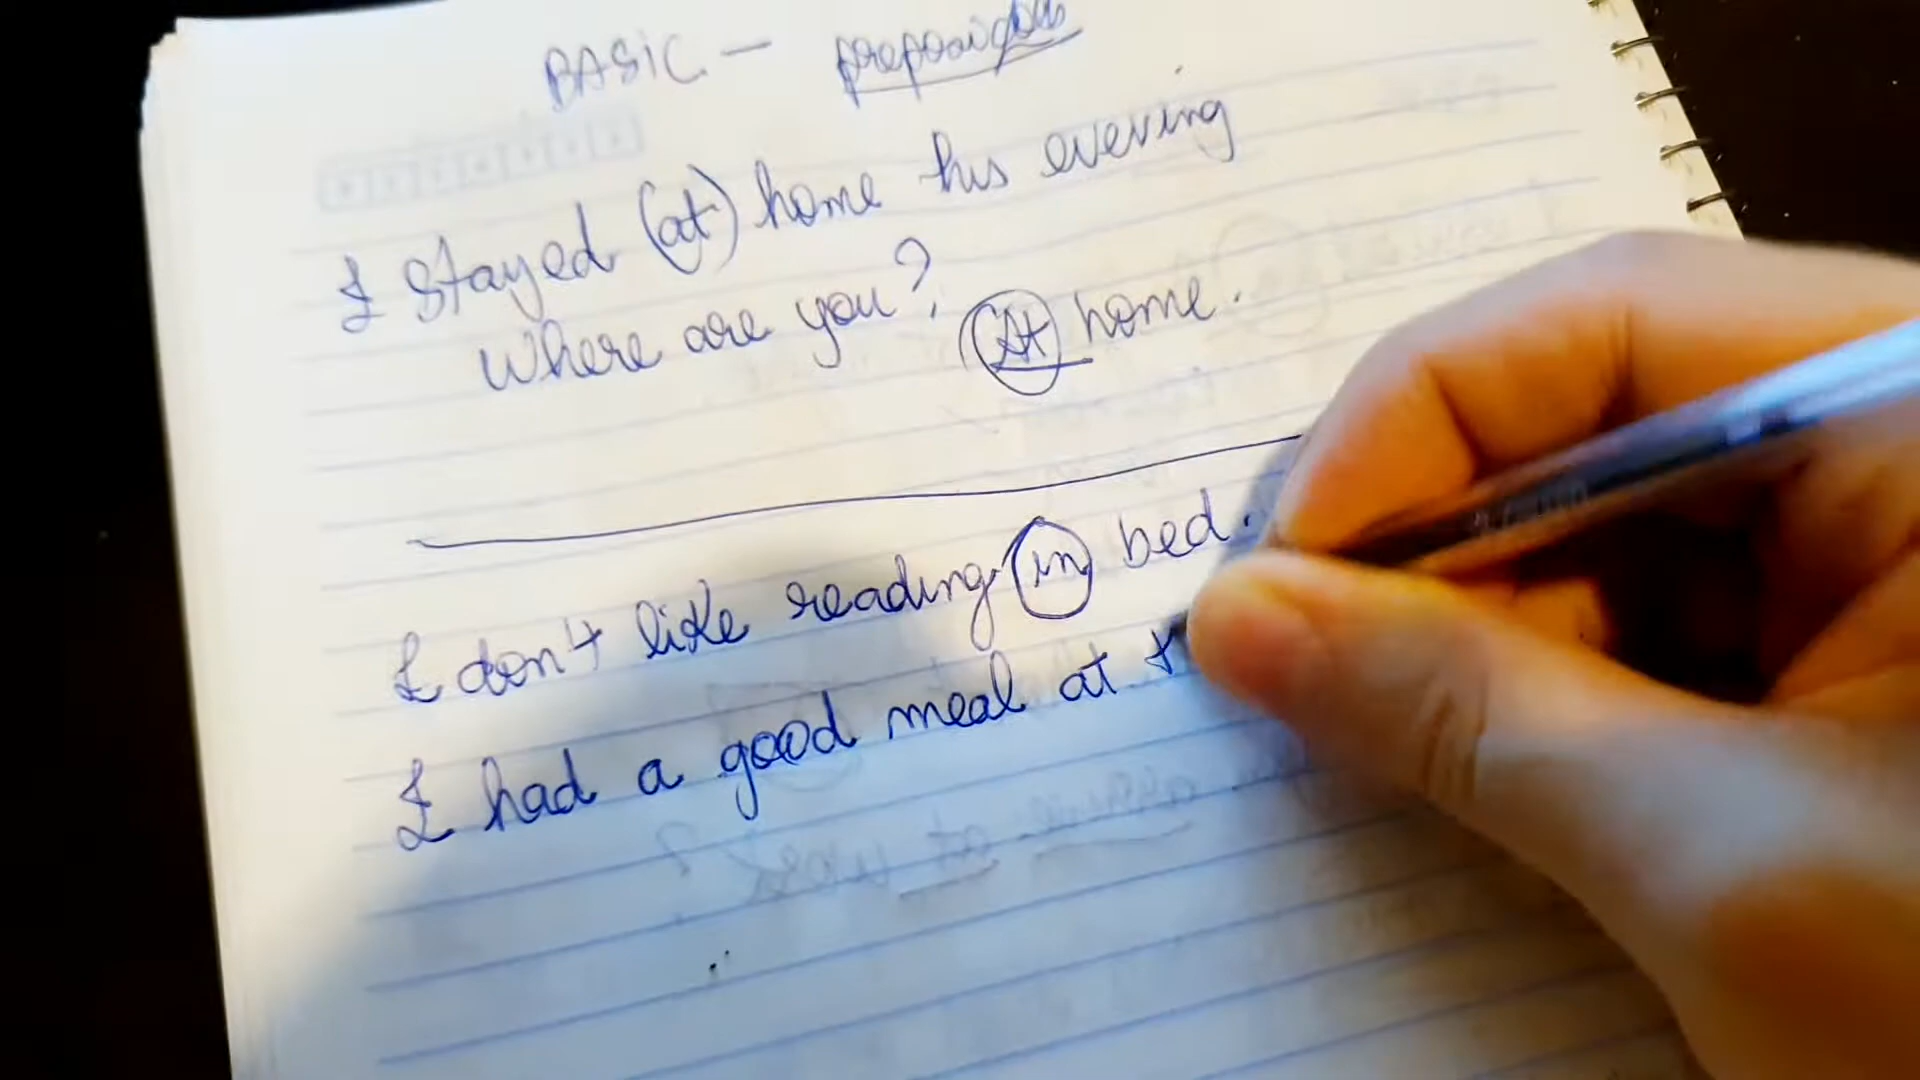 BASIC — prepositions
I stayed (at) home this evening
Where are you? At home.
I don't like reading in bed.
I had a good meal at